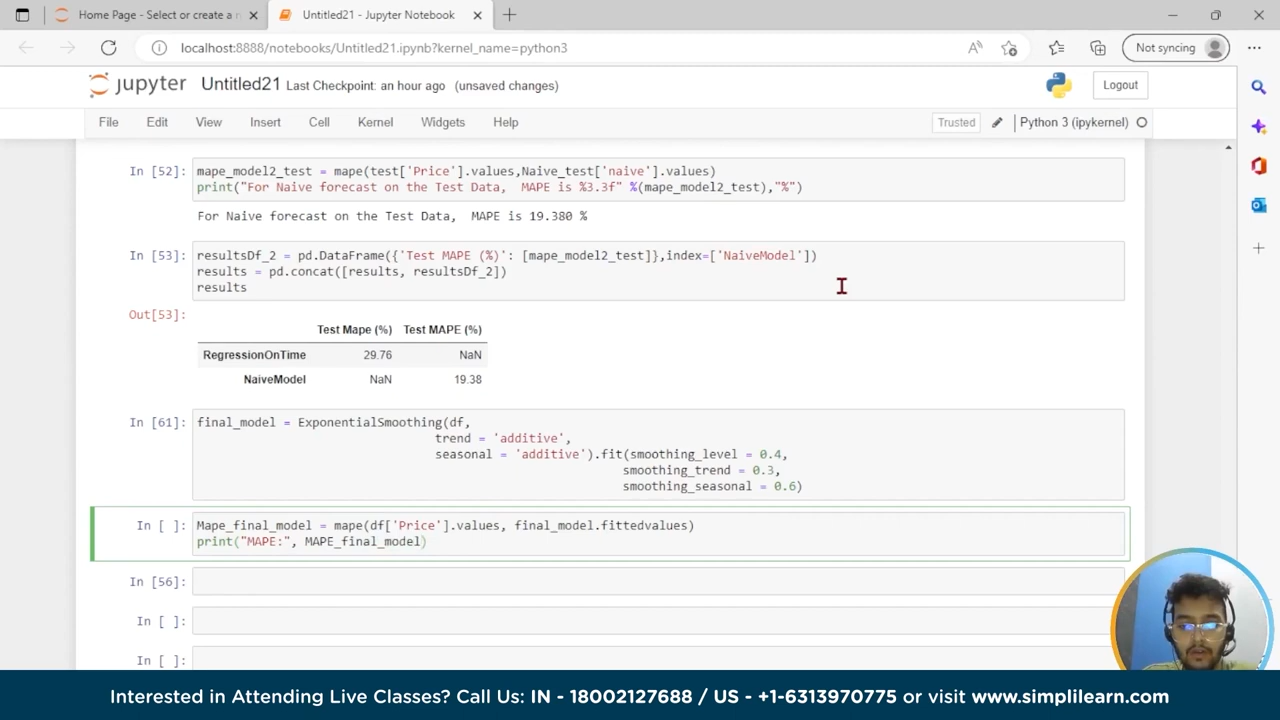 Home Page - Select or create a n
Untitled21 - Jupyter Notebook
localhost:8888/notebooks/Untitled21.ipynb?kernel_name=python3
Not syncing
jupyter Untitled21 Last Checkpoint: an hour ago (unsaved changes)
Logout
File Edit View Insert Cell Kernel Widgets Help
Trusted
Python 3 (ipykernel)
In [52]: mape_model2_test = mape(test['Price'].values,Naive_test['naive'].values)
print("For Naive forecast on the Test Data,  MAPE is %3.3f" %(mape_model2_test),"%")
For Naive forecast on the Test Data,  MAPE is 19.380 %
In [53]: resultsDf_2 = pd.DataFrame({'Test MAPE (%)': [mape_model2_test]},index=['NaiveModel'])
results = pd.concat([results, resultsDf_2])
results
Out[53]:
Test Mape (%) Test MAPE (%)
RegressionOnTime 29.76 NaN
NaiveModel NaN 19.38
In [61]: final_model = ExponentialSmoothing(df,
trend = 'additive',
seasonal = 'additive').fit(smoothing_level = 0.4,
smoothing_trend = 0.3,
smoothing_seasonal = 0.6)
In [ ]: Mape_final_model = mape(df['Price'].values, final_model.fittedvalues)
print("MAPE:", MAPE_final_model)
In [56]:
In [ ]:
In [ ]:
Interested in Attending Live Classes? Call Us: IN - 18002127688 / US - +1-6313970775 or visit www.simplilearn.com